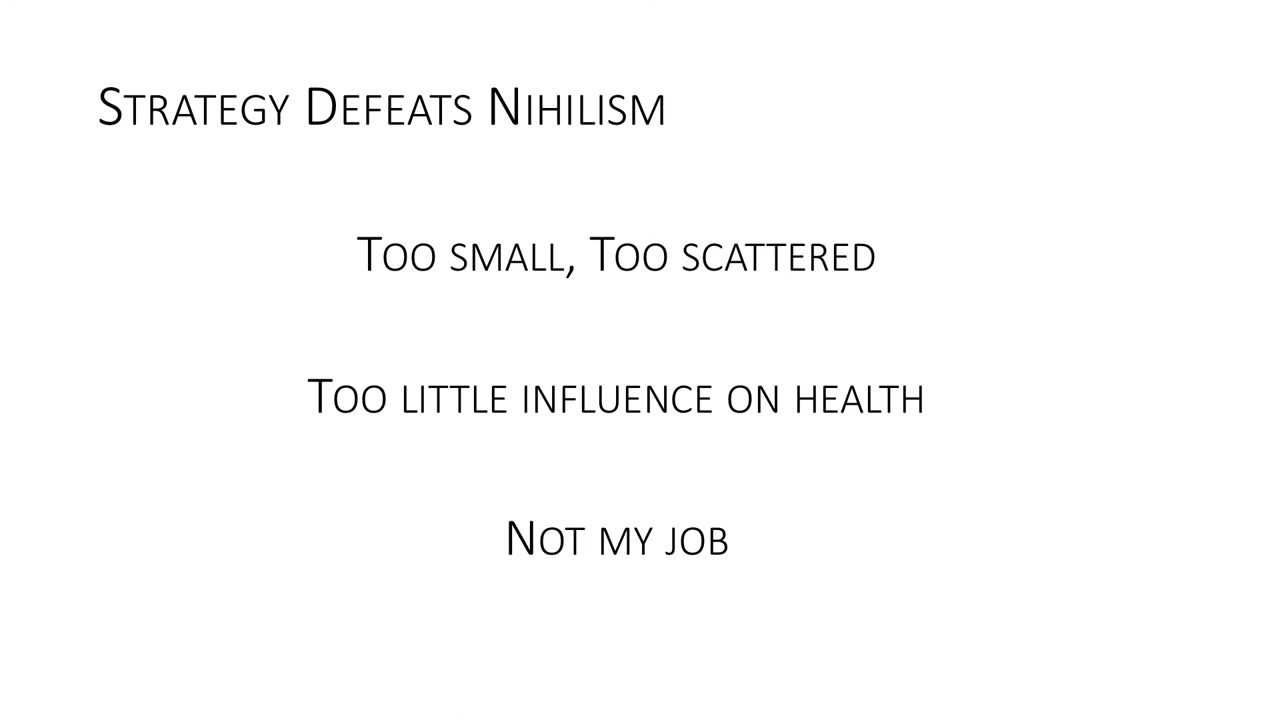 Strategy Defeats Nihilism
Too small, Too scattered
Too little influence on health
Not my job